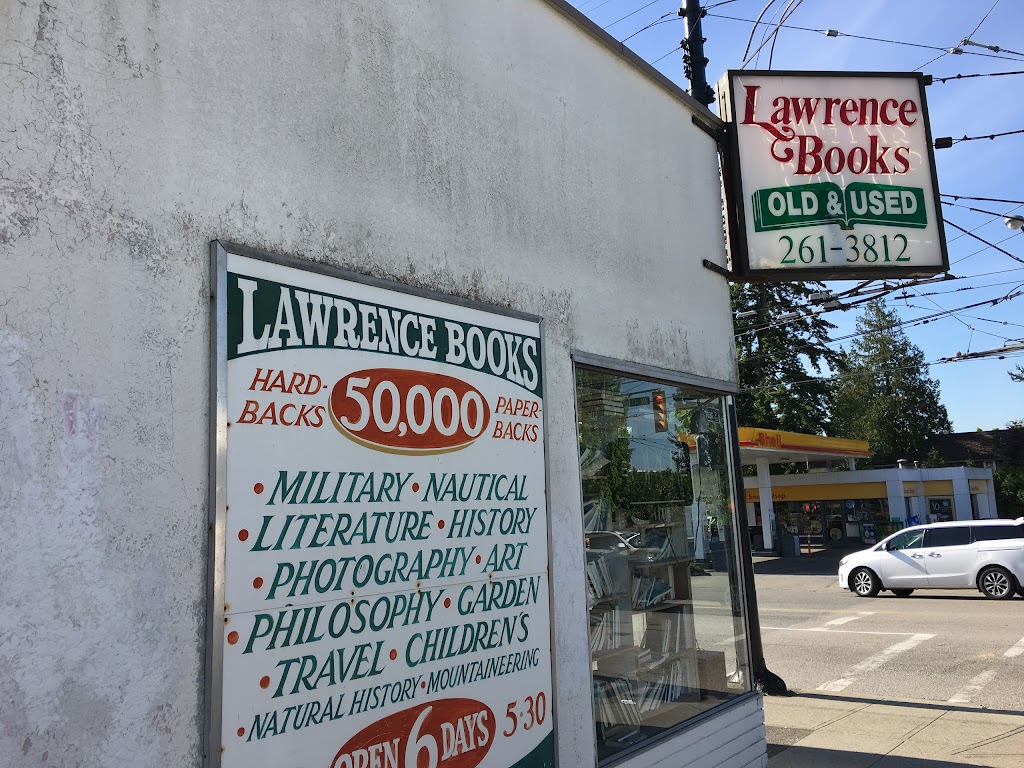 Lawrence
Books
OLD & USED
261-3812
LAWRENCE BOOKS
HARD-
BACKS
50,000
PAPER-
BACKS
• MILITARY • NAUTICAL
• LITERATURE • HISTORY
• PHOTOGRAPHY • ART
• PHILOSOPHY • GARDEN
• TRAVEL • CHILDREN'S
• NATURAL HISTORY • MOUNTAINEERING
OPEN 6 DAYS
5•30
Shell